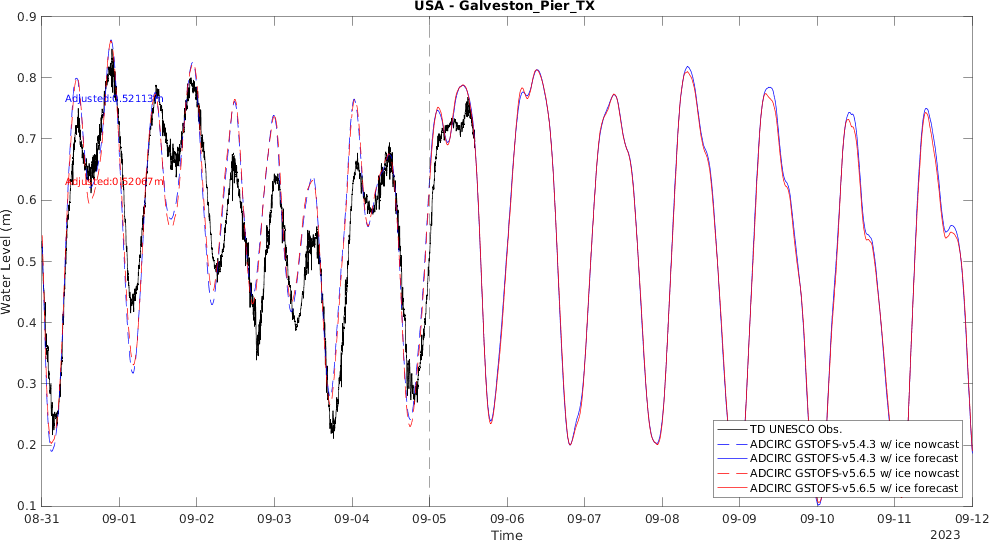 USA - Galveston_Pier_TX
0.9
0.8
0.7
0.6
0.5
0.4
0.3
0.2
0.1
Water Level (m)
Adjusted:0.52113m
Adjusted:0.62067m
TD UNESCO Obs.
ADCIRC GSTOFS-v5.4.3 w/ ice nowcast
ADCIRC GSTOFS-v5.4.3 w/ ice forecast
ADCIRC GSTOFS-v5.6.5 w/ ice nowcast
ADCIRC GSTOFS-v5.6.5 w/ ice forecast
08-31 09-01 09-02 09-03 09-04 09-05 09-06 09-07 09-08 09-09 09-10 09-11 09-12
Time
2023